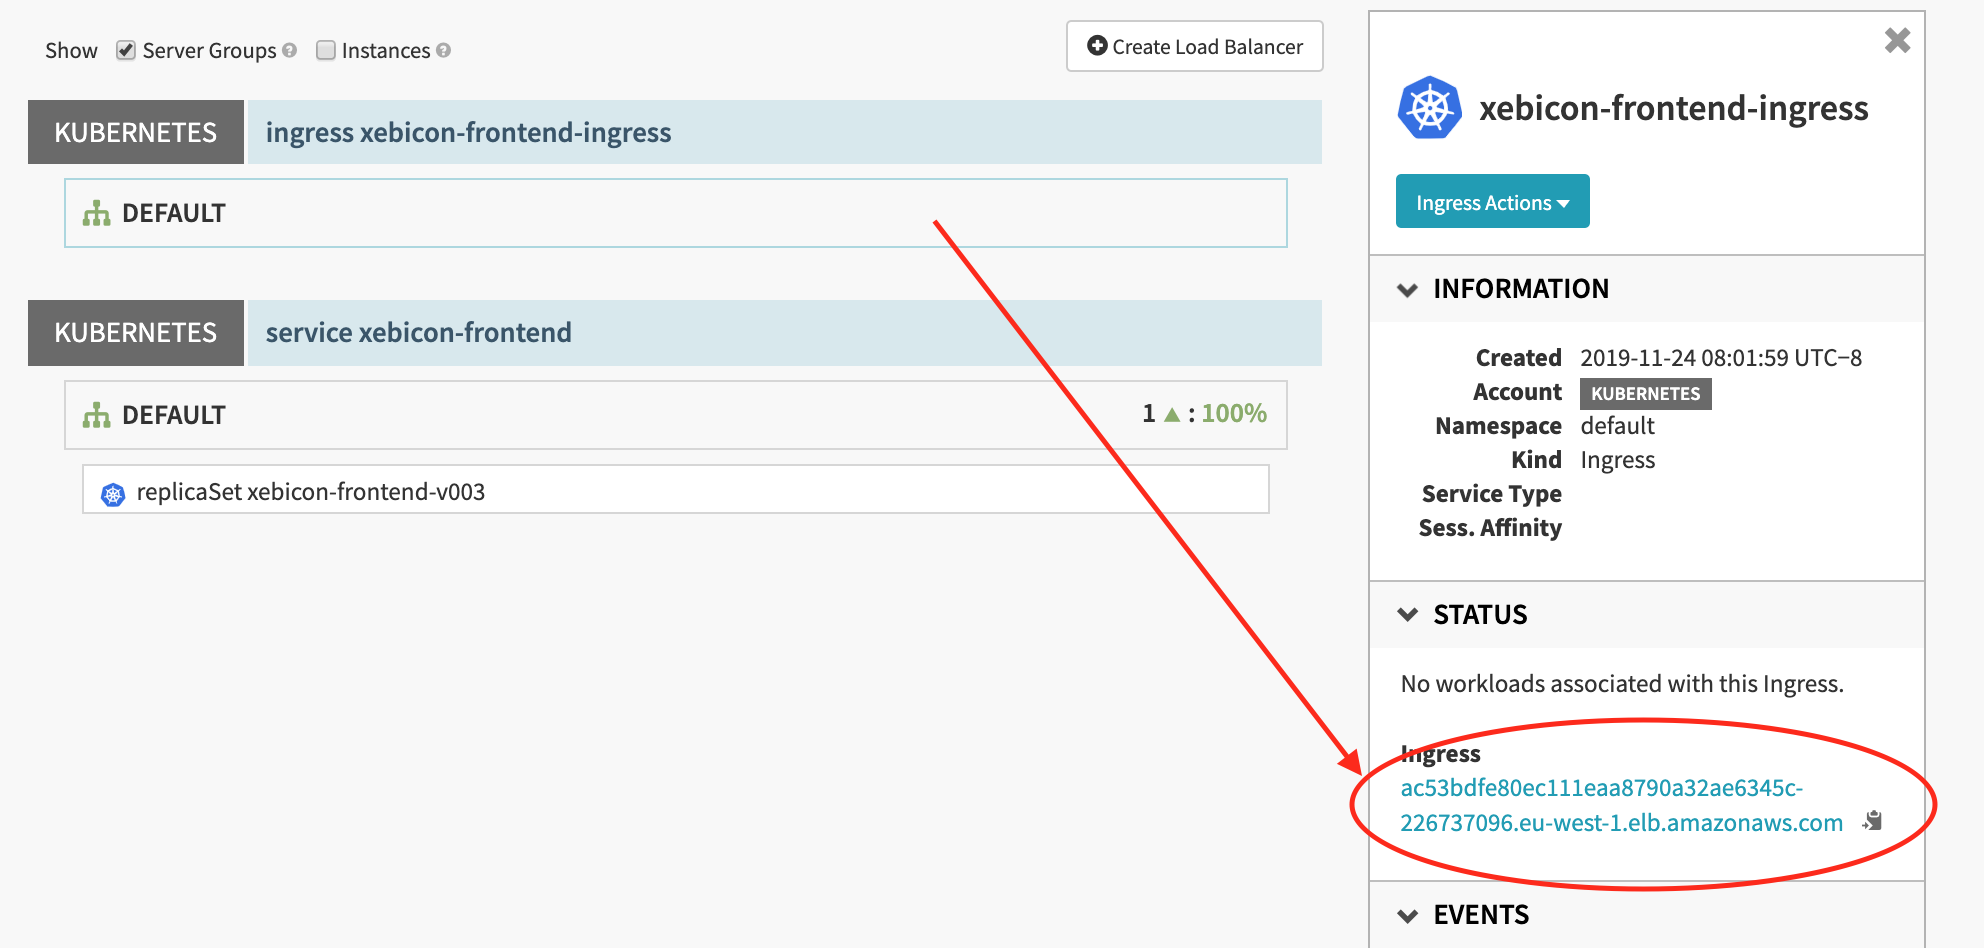 Show Server Groups Instances
Create Load Balancer
KUBERNETES ingress xebicon-frontend-ingress
DEFAULT
KUBERNETES service xebicon-frontend
DEFAULT 1 ▲ : 100%
replicaSet xebicon-frontend-v003
xebicon-frontend-ingress
Ingress Actions
INFORMATION
Created 2019-11-24 08:01:59 UTC−8
Account KUBERNETES
Namespace default
Kind Ingress
Service Type
Sess. Affinity
STATUS
No workloads associated with this Ingress.
Ingress
ac53bdfe80ec111eaa8790a32ae6345c-
226737096.eu-west-1.elb.amazonaws.com
EVENTS